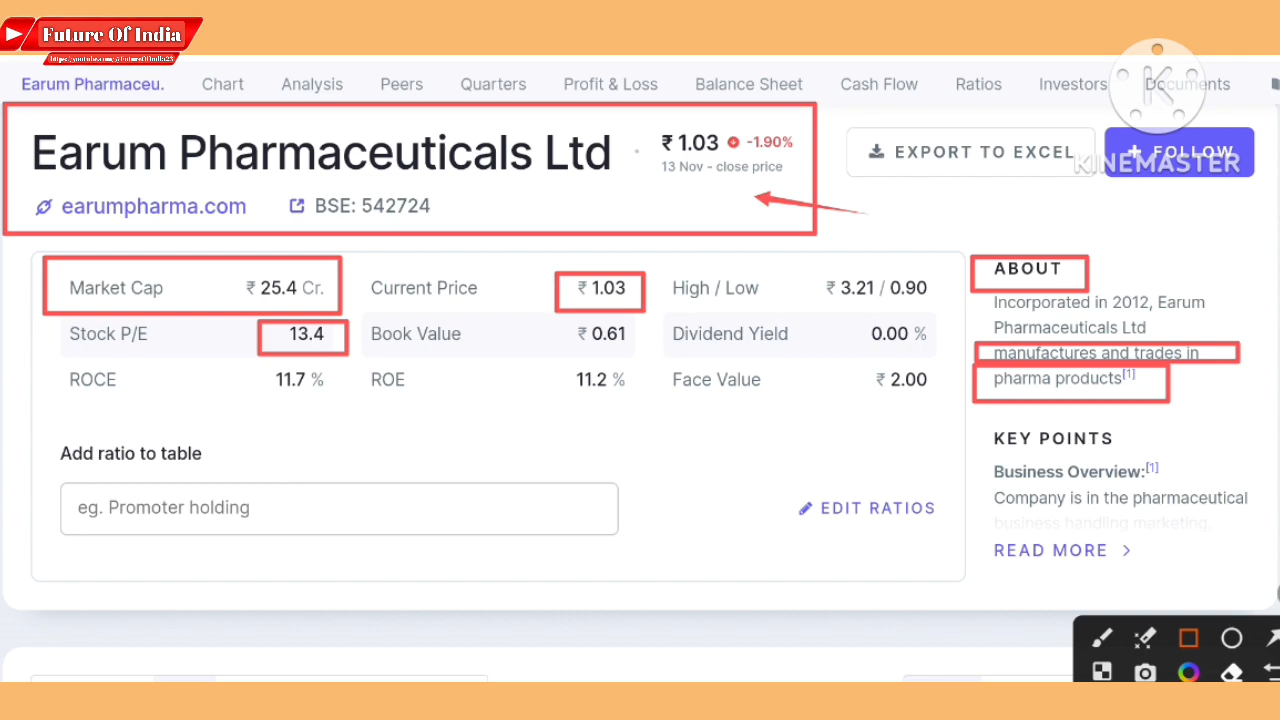 Future Of India
Earum Pharmaceu. Chart Analysis Peers Quarters Profit & Loss Balance Sheet Cash Flow Ratios Investors Documents
Earum Pharmaceuticals Ltd
₹ 1.03 -1.90%
13 Nov - close price
EXPORT TO EXCEL
FOLLOW
KINEMASTER
earumpharma.com BSE: 542724
Market Cap ₹ 25.4 Cr. Current Price ₹ 1.03 High / Low ₹ 3.21 / 0.90
Stock P/E 13.4 Book Value ₹ 0.61 Dividend Yield 0.00 %
ROCE 11.7 % ROE 11.2 % Face Value ₹ 2.00
Add ratio to table
eg. Promoter holding
EDIT RATIOS
ABOUT
Incorporated in 2012, Earum
Pharmaceuticals Ltd
manufactures and trades in
pharma products[1]
KEY POINTS
Business Overview:[1]
Company is in the pharmaceutical
business handling marketing,
READ MORE